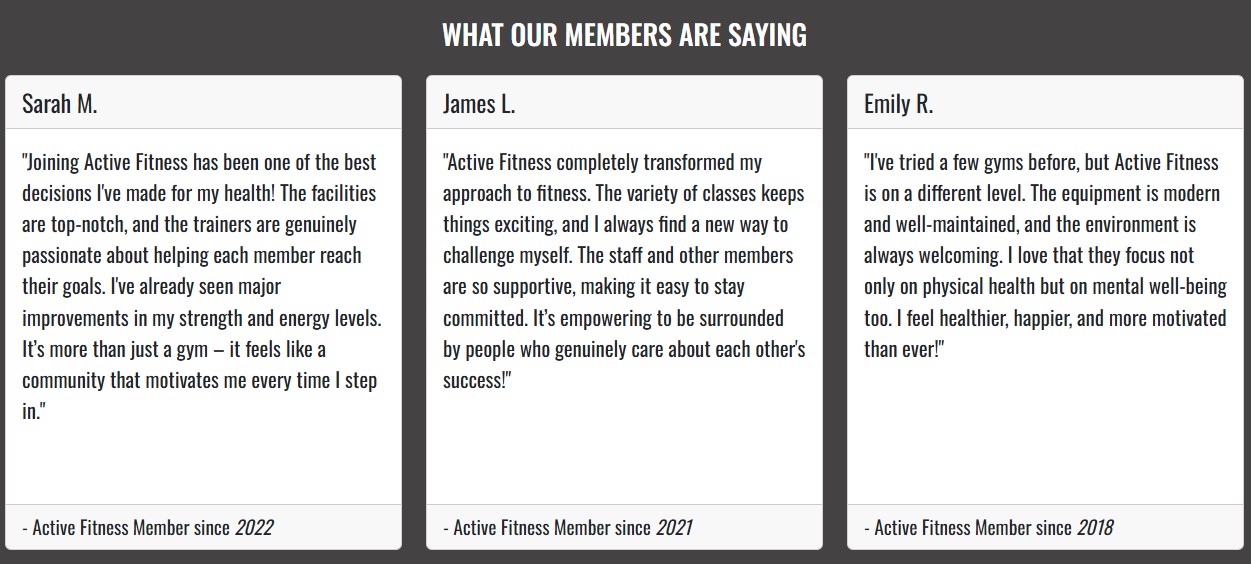 WHAT OUR MEMBERS ARE SAYING
Sarah M.
"Joining Active Fitness has been one of the best
decisions I've made for my health! The facilities
are top-notch, and the trainers are genuinely
passionate about helping each member reach
their goals. I've already seen major
improvements in my strength and energy levels.
It’s more than just a gym – it feels like a
community that motivates me every time I step
in."
- Active Fitness Member since 2022
James L.
"Active Fitness completely transformed my
approach to fitness. The variety of classes keeps
things exciting, and I always find a new way to
challenge myself. The staff and other members
are so supportive, making it easy to stay
committed. It’s empowering to be surrounded
by people who genuinely care about each other's
success!"
- Active Fitness Member since 2021
Emily R.
"I've tried a few gyms before, but Active Fitness
is on a different level. The equipment is modern
and well-maintained, and the environment is
always welcoming. I love that they focus not
only on physical health but on mental well-being
too. I feel healthier, happier, and more motivated
than ever!"
- Active Fitness Member since 2018